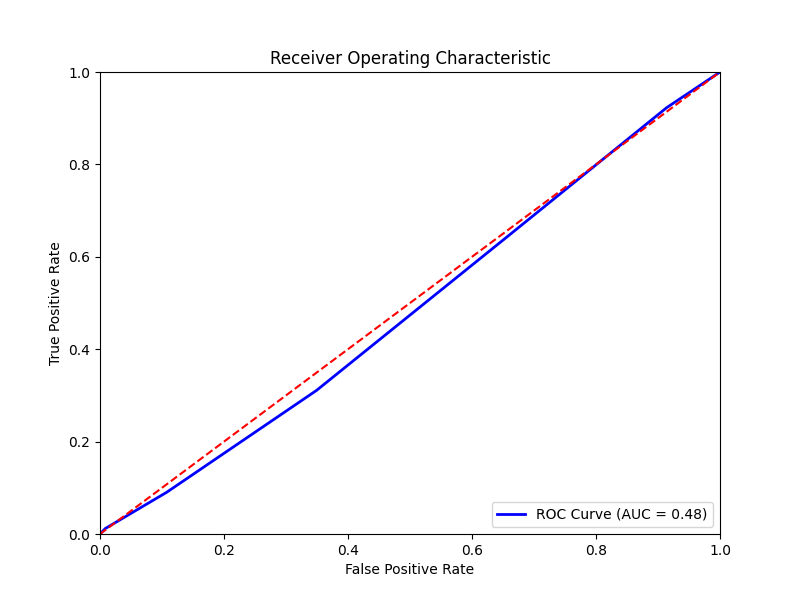 Receiver Operating Characteristic
True Positive Rate
1.0
0.8
0.6
0.4
0.2
0.0
ROC Curve (AUC = 0.48)
0.0 0.2 0.4 0.6 0.8 1.0
False Positive Rate